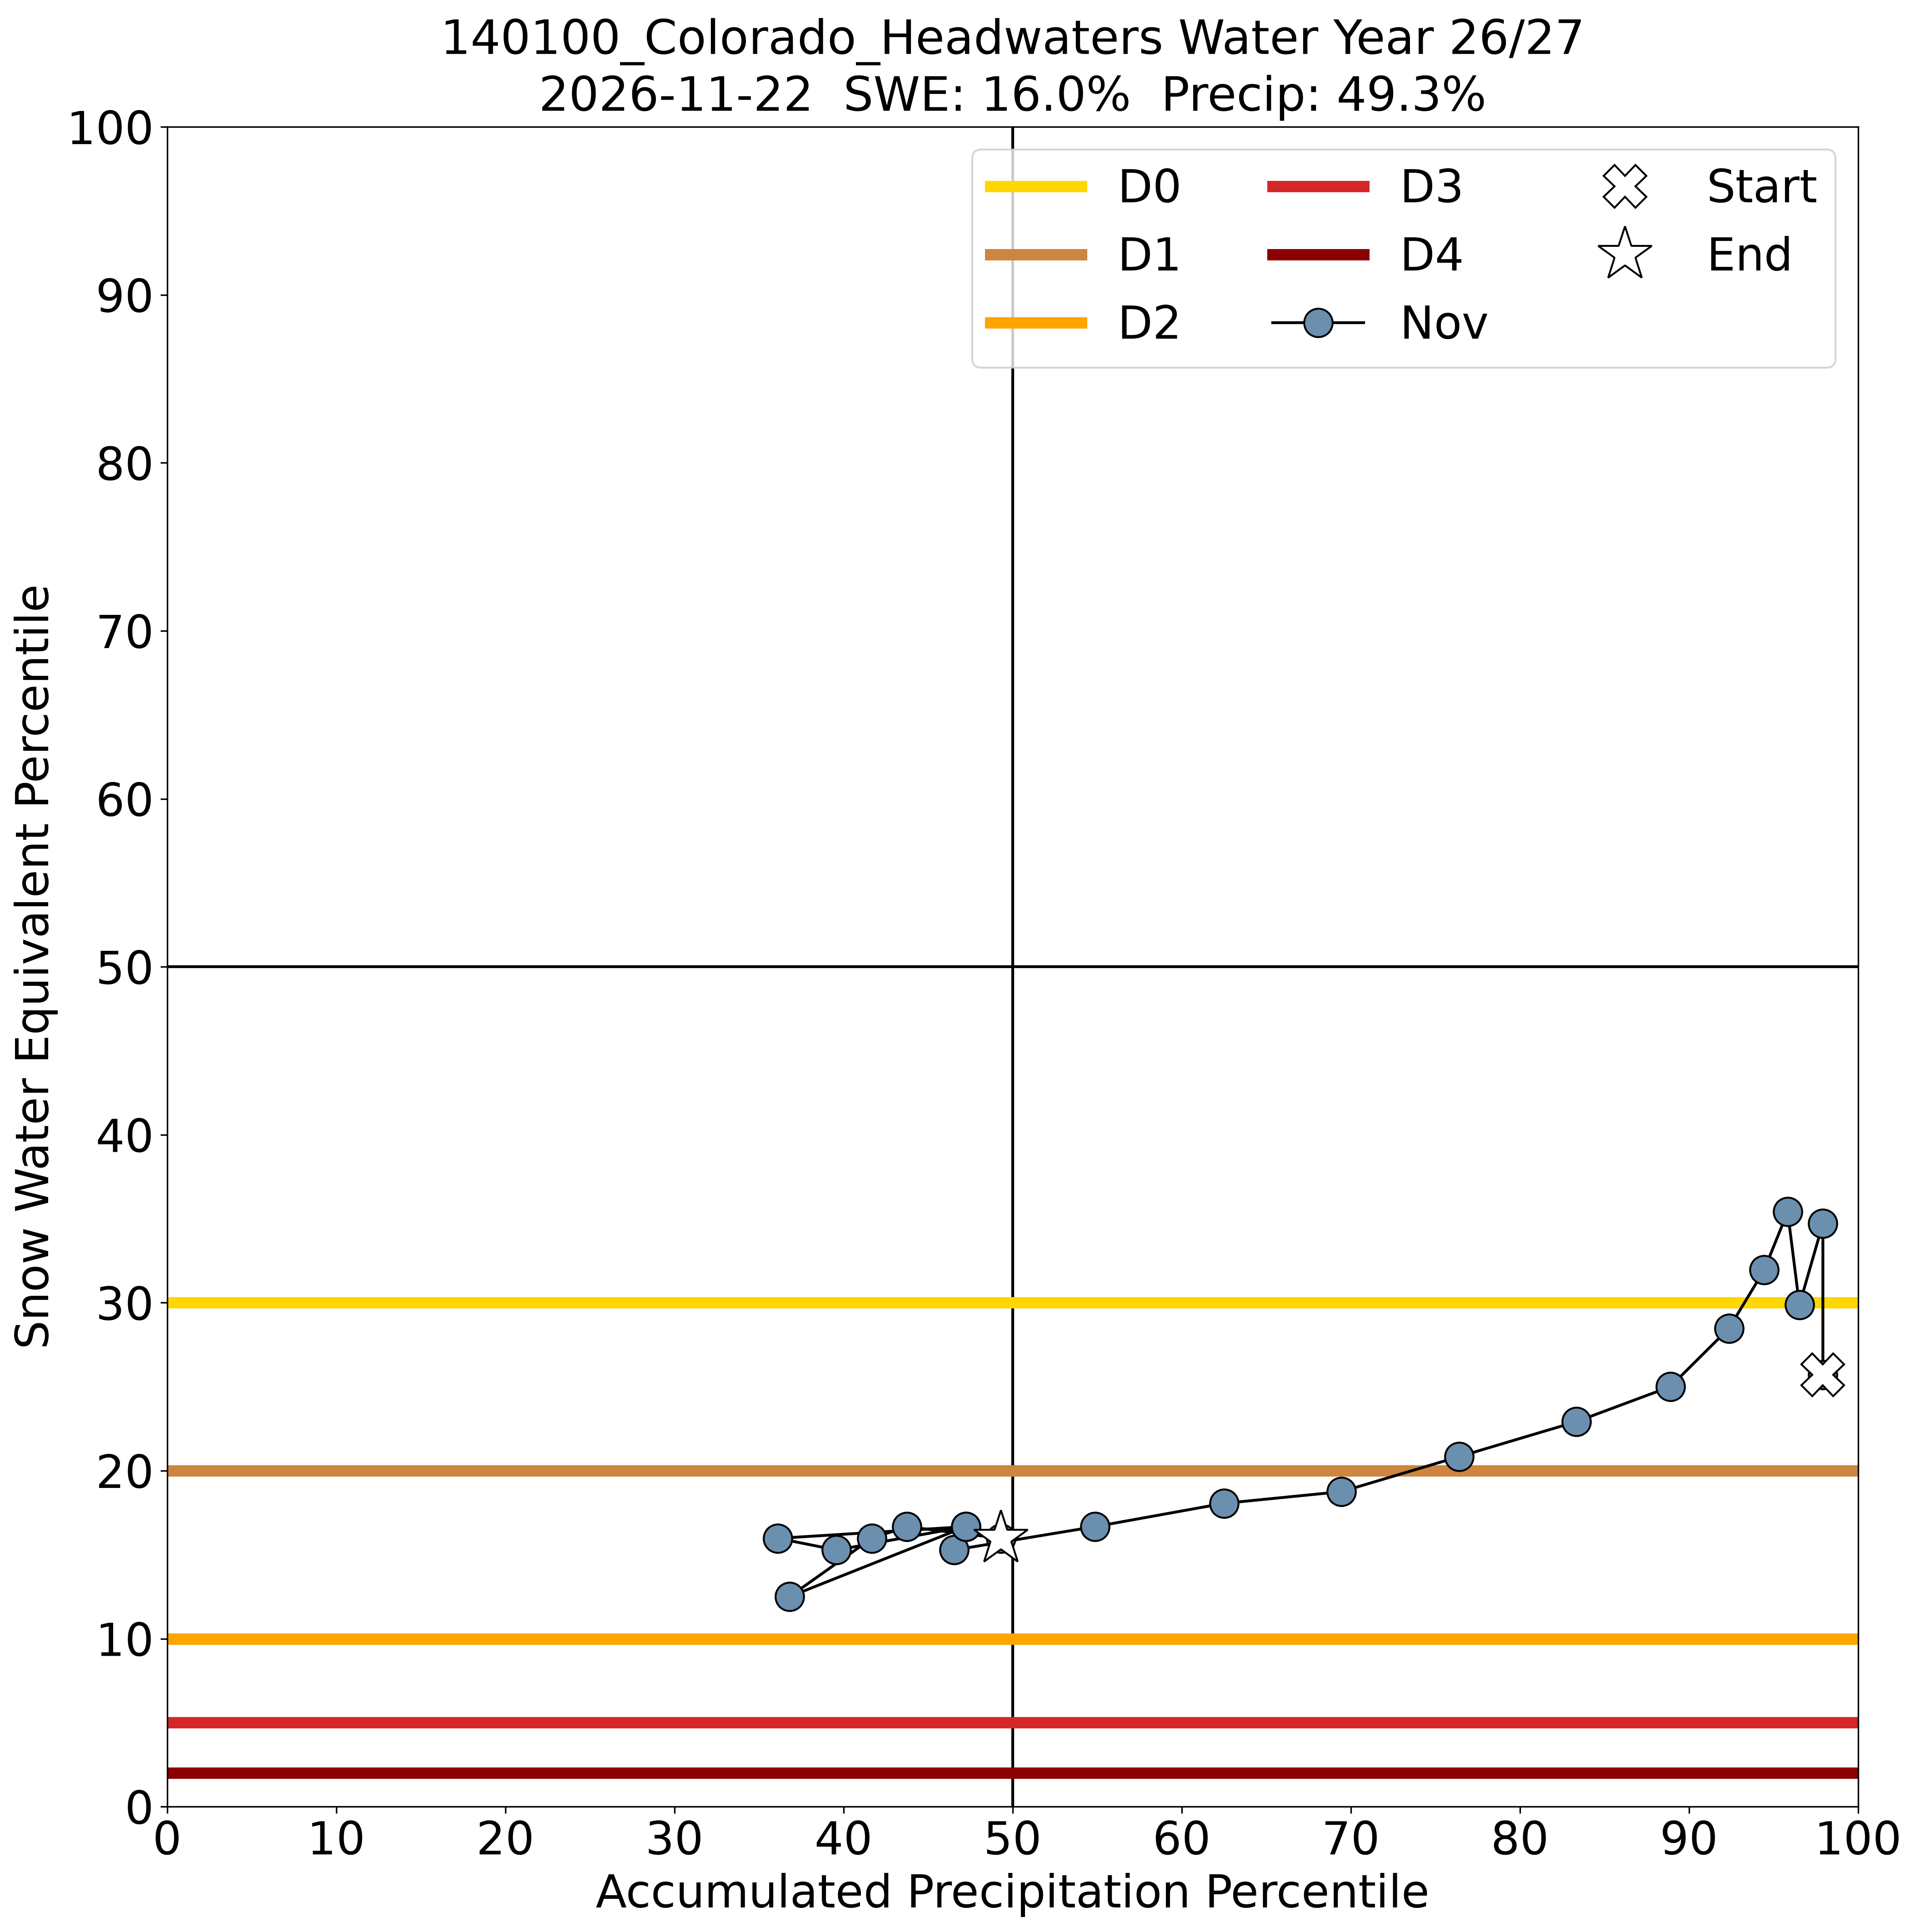 140100_Colorado_Headwaters Water Year 26/27
2026-11-22 SWE: 16.0% Precip: 49.3%
D0
D1
D2
D3
D4
Nov
Start
End
Snow Water Equivalent Percentile
100
90
80
70
60
50
40
30
20
10
0
0 10 20 30 40 50 60 70 80 90 100
Accumulated Precipitation Percentile